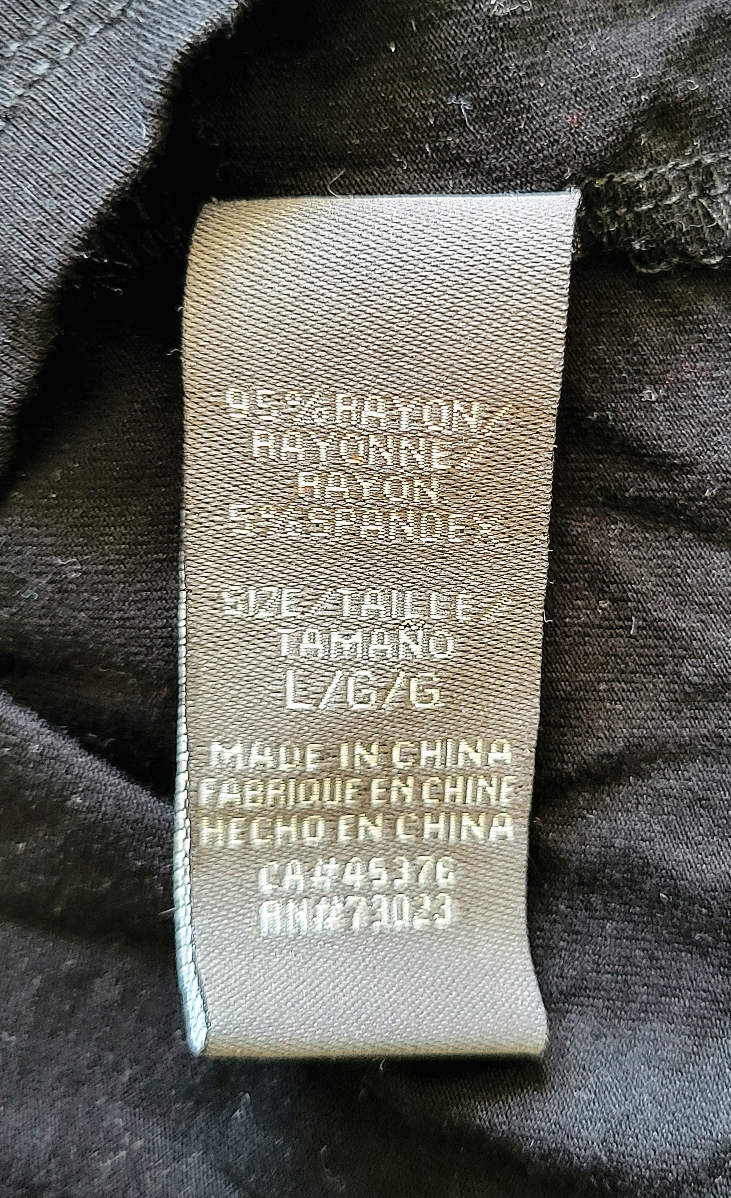 95%RAYON/
RAYONNE/
RAYON
5%SPANDEX
SIZE/TAILLE/
TAMAÑO
L/G/G
MADE IN CHINA
FABRIQUE EN CHINE
HECHO EN CHINA
CA#45376
RN#73023